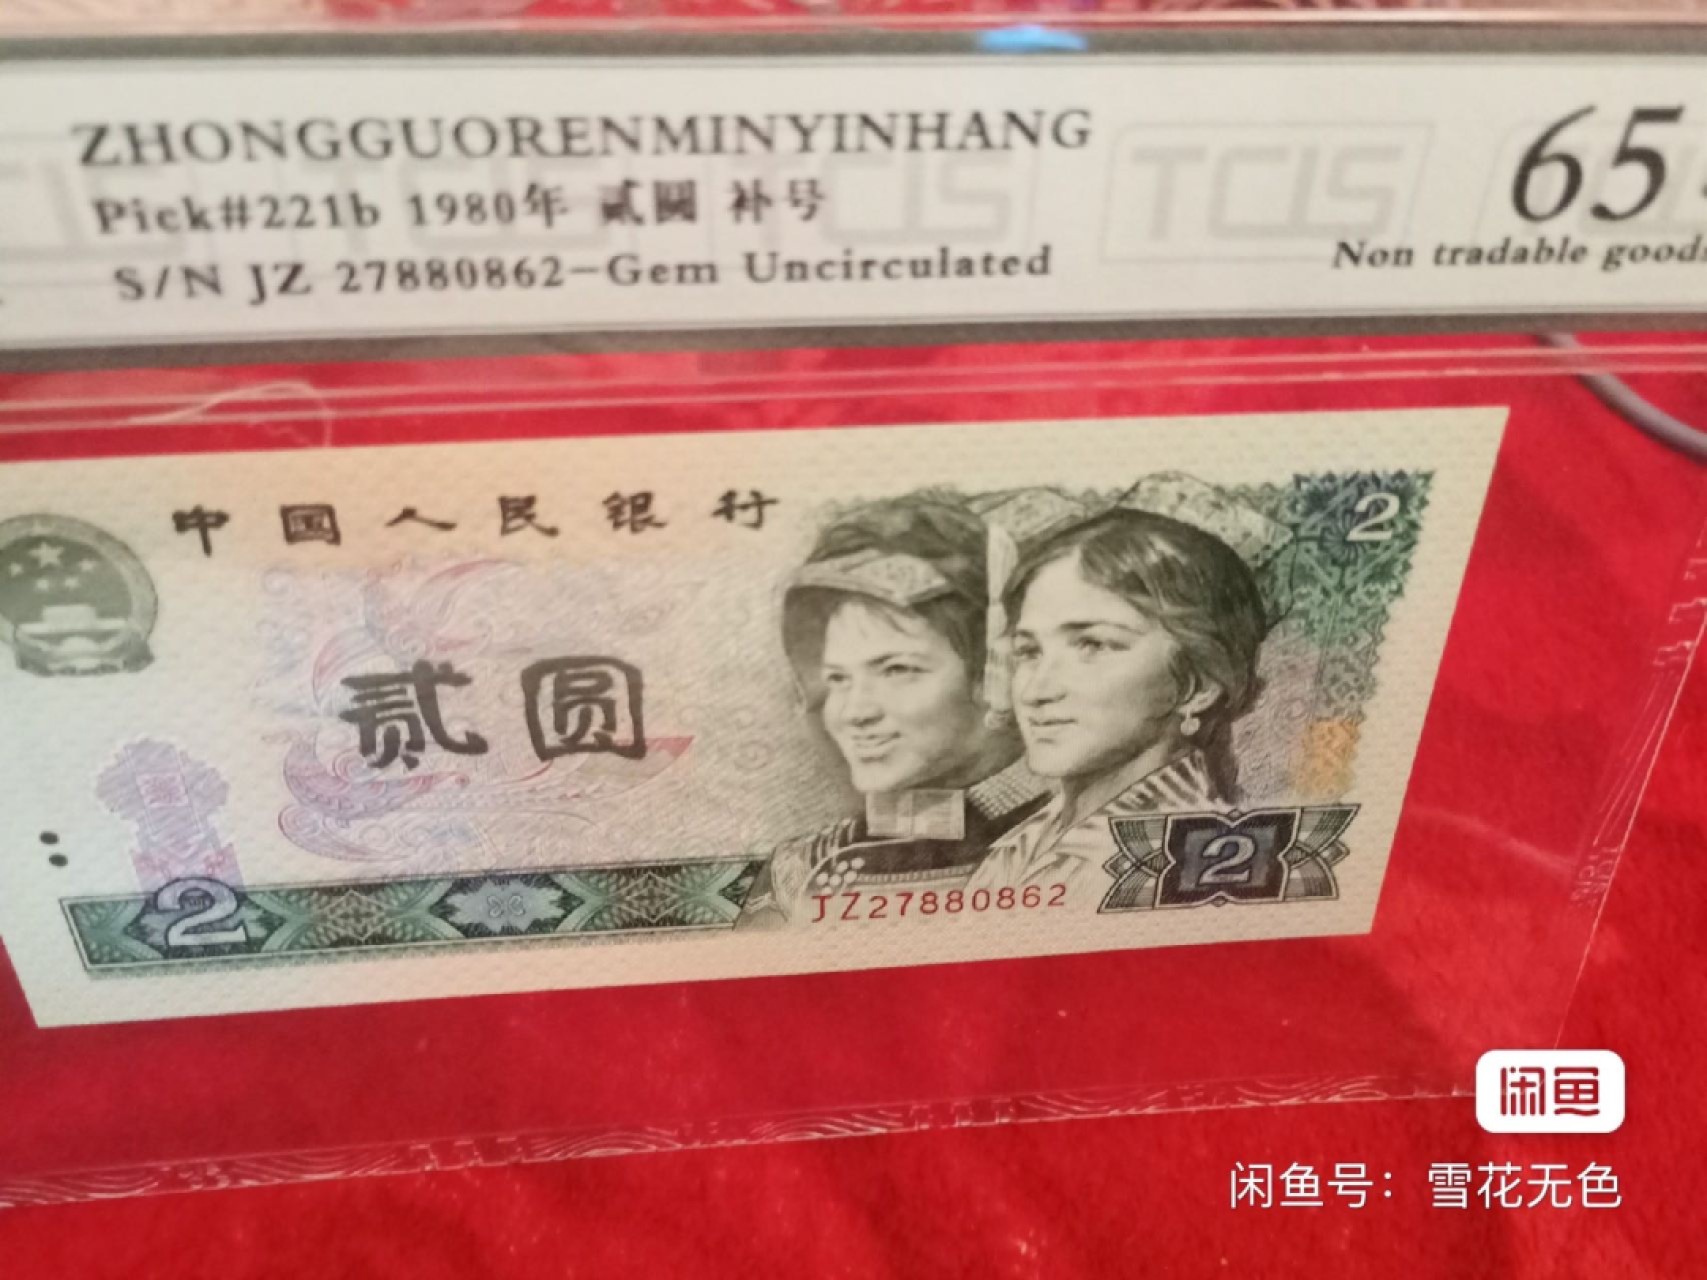 ZHONGGUORENMINYINHANG
65
Pick#221b 1980年 贰圆 补号
Non tradable goods
S/N JZ 27880862-Gem Uncirculated
TCIS
中国人民银行
2
贰圆
2
2
JZ27880862
闲鱼
闲鱼号：雪花无色